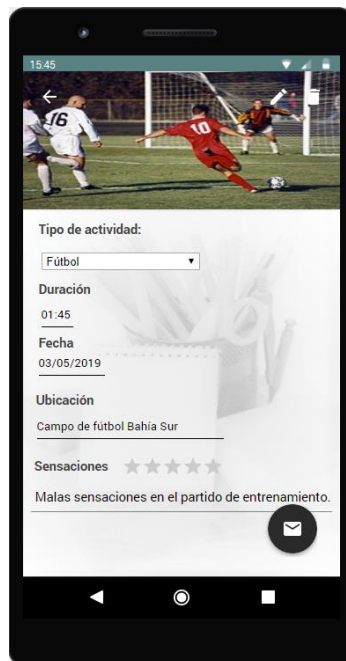 15:45
16
10
Tipo de actividad:
Fútbol
Duración
01:45
Fecha
03/05/2019
Ubicación
Campo de fútbol Bahía Sur
Sensaciones
Malas sensaciones en el partido de entrenamiento.